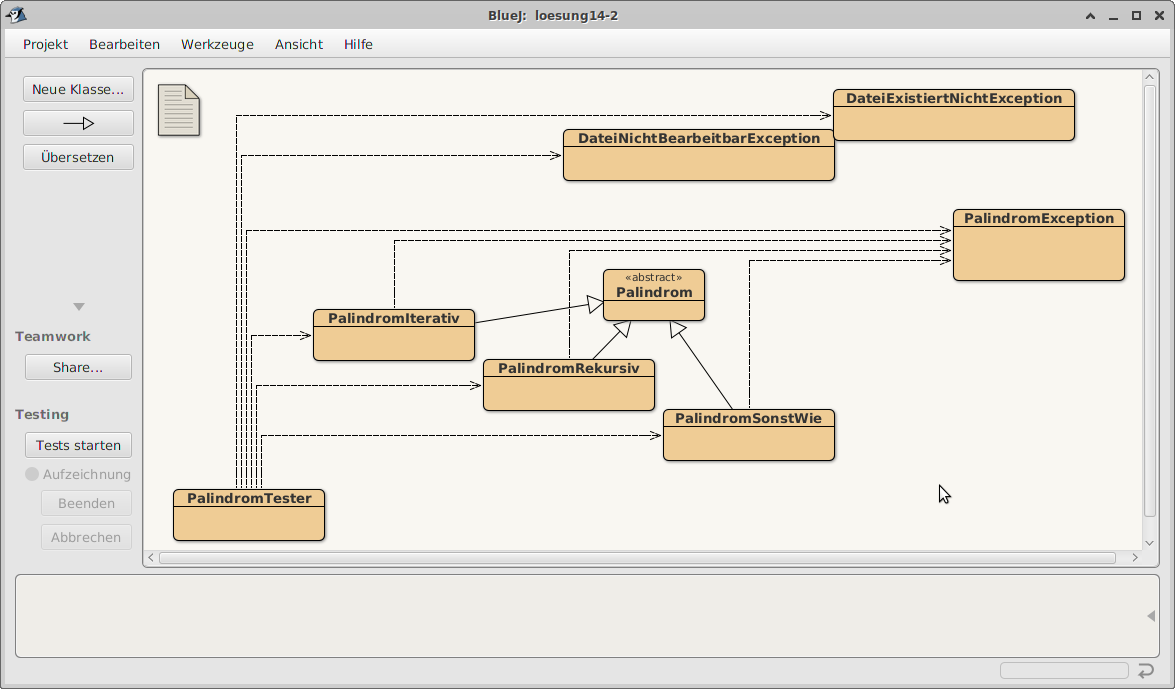 BlueJ: loesung14-2
Projekt Bearbeiten Werkzeuge Ansicht Hilfe
Neue Klasse...
Übersetzen
Teamwork
Share...
Testing
Tests starten
Aufzeichnung
Beenden
Abbrechen
DateiExistiertNichtException
DateiNichtBearbeitbarException
PalindromException
«abstract»
Palindrom
PalindromIterativ
PalindromRekursiv
PalindromSonstWie
PalindromTester